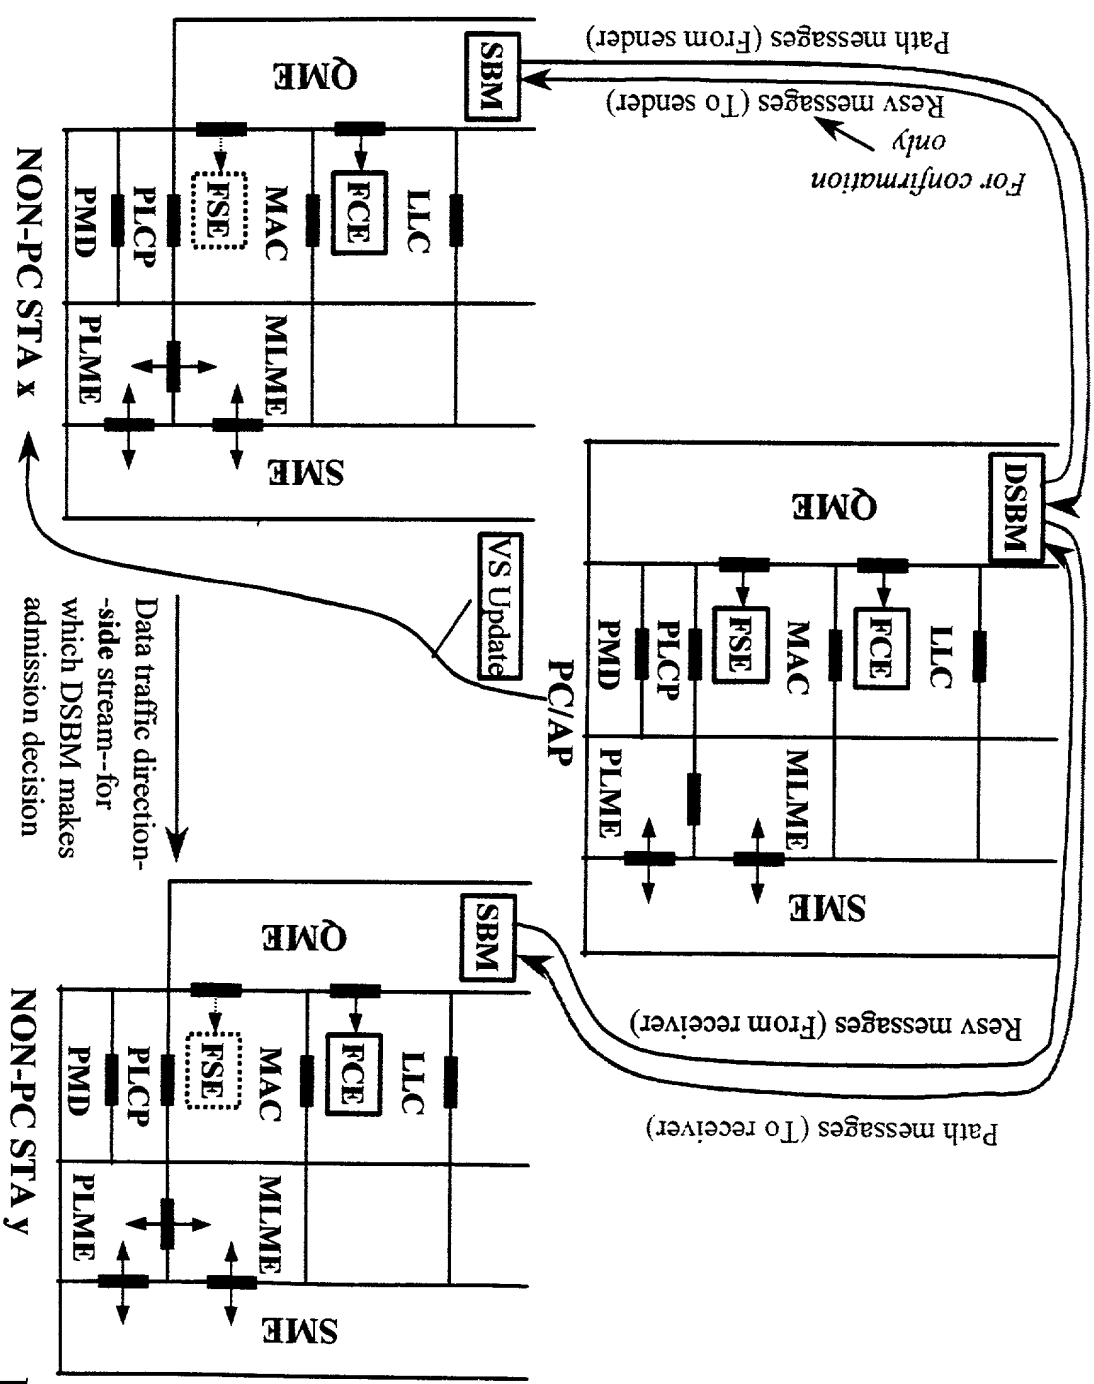 Path messages (From sender)
Resv messages (To sender)
For confirmation
only
SBM
QME
FCE
FSE
LLC
MAC
PLCP
PMD
MLME
PLME
SME
NON-PC STA x
DSBM
QME
FCE
FSE
LLC
MAC
PLCP
PMD
MLME
PLME
SME
PC/AP
VS Update
Data traffic direction-
-side stream--for
which DSBM makes
admission decision
Resv messages (From receiver)
Path messages (To receiver)
SBM
QME
FCE
FSE
LLC
MAC
PLCP
PMD
MLME
PLME
SME
NON-PC STA y